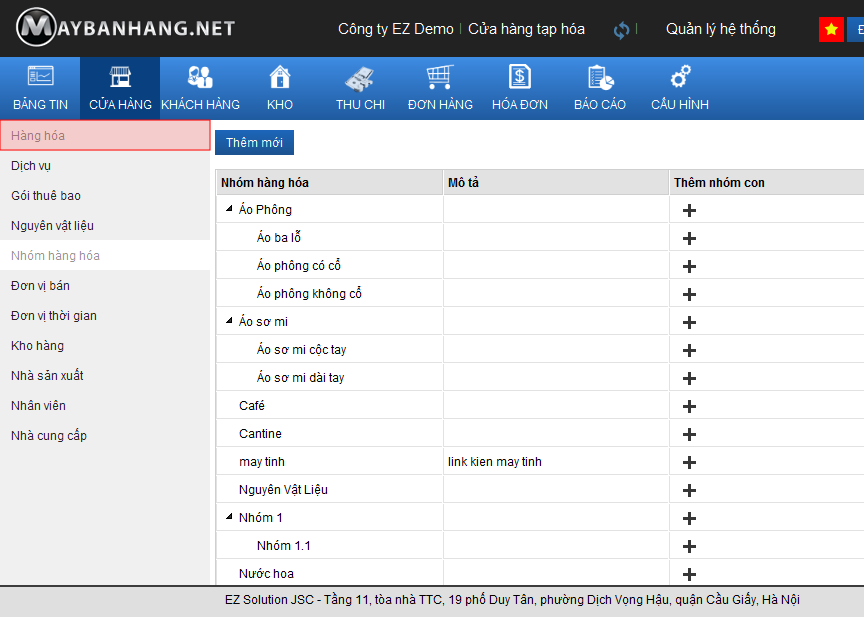 MAYBANHANG.NET
Công ty EZ Demo | Cửa hàng tạp hóa | Quản lý hệ thống E
BẢNG TIN CỬA HÀNG KHÁCH HÀNG KHO THU CHI ĐƠN HÀNG HÓA ĐƠN BÁO CÁO CẤU HÌNH
Hàng hóa
Dịch vụ
Gói thuê bao
Nguyên vật liệu
Nhóm hàng hóa
Đơn vị bán
Đơn vị thời gian
Kho hàng
Nhà sản xuất
Nhân viên
Nhà cung cấp
Thêm mới
Nhóm hàng hóa Mô tả Thêm nhóm con
Áo Phông
Áo ba lỗ
Áo phông có cổ
Áo phông không cổ
Áo sơ mi
Áo sơ mi cộc tay
Áo sơ mi dài tay
Café
Cantine
may tinh link kien may tinh
Nguyên Vật Liệu
Nhóm 1
Nhóm 1.1
Nước hoa
EZ Solution JSC - Tầng 11, tòa nhà TTC, 19 phố Duy Tân, phường Dịch Vọng Hậu, quận Cầu Giấy, Hà Nội